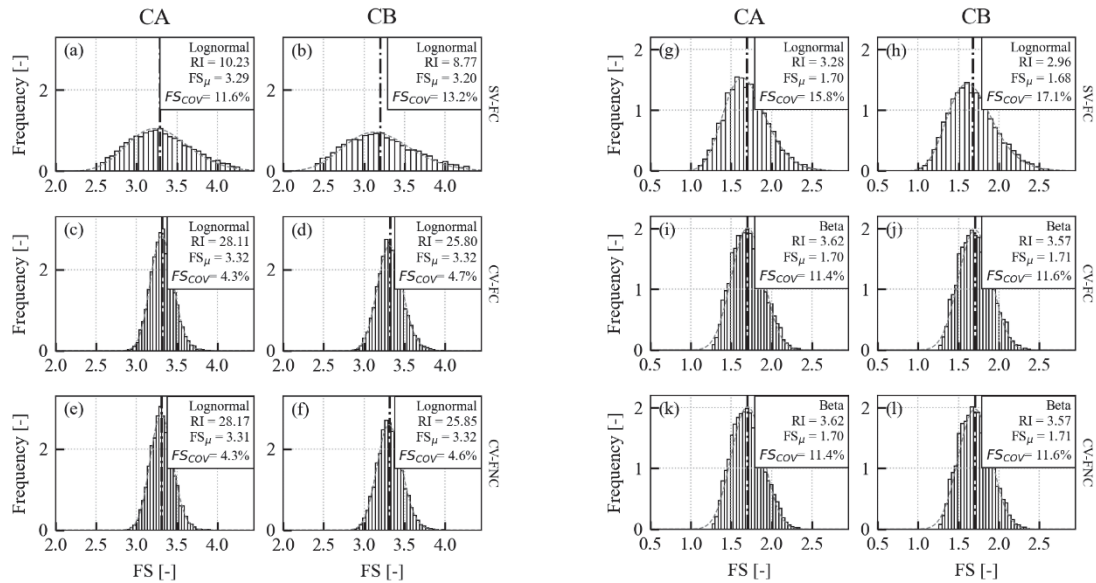 CA
CB
CA
CB
(a)
Lognormal
RI = 10.23
FSμ = 3.29
FS_COV= 11.6%
(b)
Lognormal
RI = 8.77
FSμ = 3.20
FS_COV= 13.2%
SV-FC
Frequency [-]
3
2
1
0
2.0 2.5 3.0 3.5 4.0
2.0 2.5 3.0 3.5 4.0
(c)
Lognormal
RI = 28.11
FSμ = 3.32
FS_COV= 4.3%
(d)
Lognormal
RI = 25.80
FSμ = 3.32
FS_COV= 4.7%
CV-FC
Frequency [-]
2
0
2.0 2.5 3.0 3.5 4.0
2.0 2.5 3.0 3.5 4.0
(e)
Lognormal
RI = 28.17
FSμ = 3.31
FS_COV= 4.3%
(f)
Lognormal
RI = 25.85
FSμ = 3.32
FS_COV= 4.6%
CV-FNC
Frequency [-]
2
0
2.0 2.5 3.0 3.5 4.0
2.0 2.5 3.0 3.5 4.0
FS [-]
FS [-]
(g)
Lognormal
RI = 3.28
FSμ = 1.70
FS_COV= 15.8%
(h)
Lognormal
RI = 2.96
FSμ = 1.68
FS_COV= 17.1%
SV-FC
Frequency [-]
2
1
0
0.5 1.0 1.5 2.0 2.5
0.5 1.0 1.5 2.0 2.5
(i)
Beta
RI = 3.62
FSμ = 1.70
FS_COV= 11.4%
(j)
Beta
RI = 3.57
FSμ = 1.71
FS_COV= 11.6%
CV-FC
Frequency [-]
2
1
0
0.5 1.0 1.5 2.0 2.5
0.5 1.0 1.5 2.0 2.5
(k)
Beta
RI = 3.62
FSμ = 1.70
FS_COV= 11.4%
(l)
Beta
RI = 3.57
FSμ = 1.71
FS_COV= 11.6%
CV-FNC
Frequency [-]
2
1
0
0.5 1.0 1.5 2.0 2.5
0.5 1.0 1.5 2.0 2.5
FS [-]
FS [-]